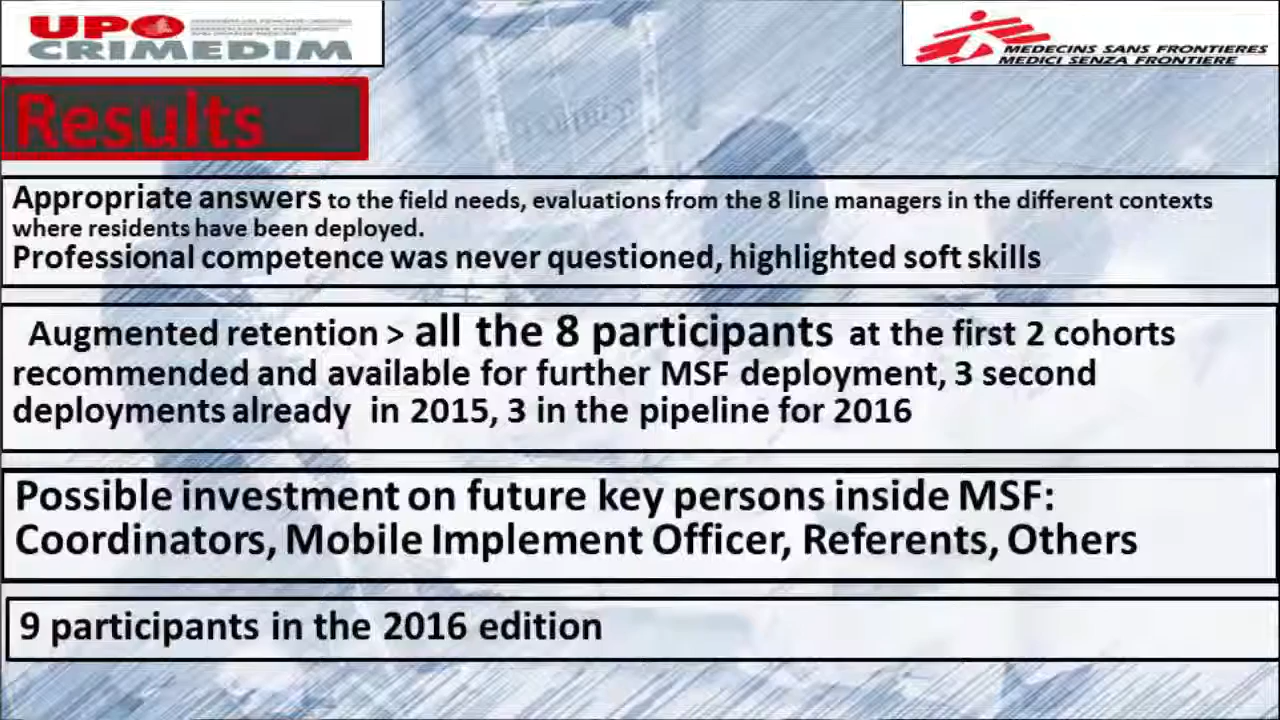 UPO
CRIMEDIM
MEDECINS SANS FRONTIERES
MEDICI SENZA FRONTIERE
Results
Appropriate answers to the field needs, evaluations from the 8 line managers in the different contexts
where residents have been deployed.
Professional competence was never questioned, highlighted soft skills
Augmented retention > all the 8 participants at the first 2 cohorts
recommended and available for further MSF deployment, 3 second
deployments already in 2015, 3 in the pipeline for 2016
Possible investment on future key persons inside MSF:
Coordinators, Mobile Implement Officer, Referents, Others
9 participants in the 2016 edition